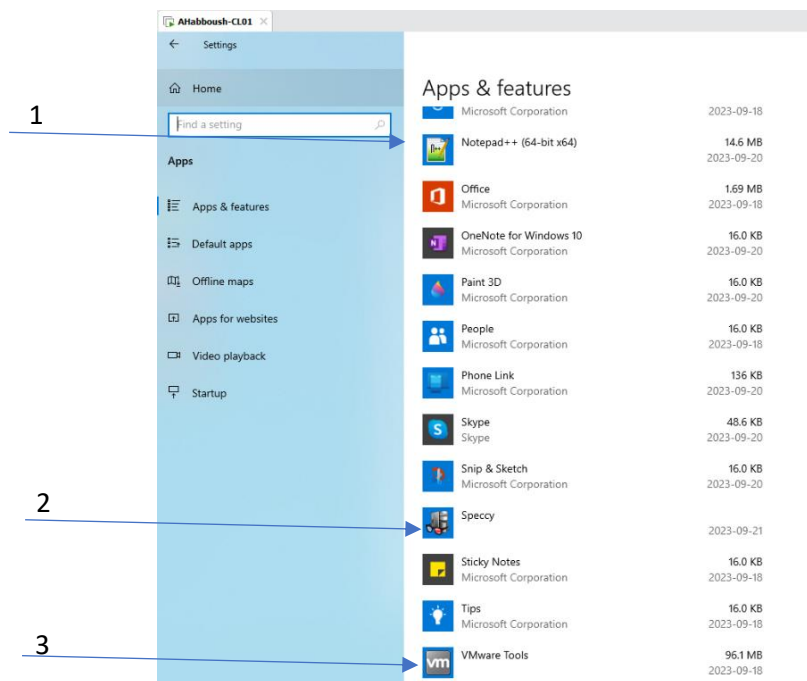 AHabboush-CL01
Settings
Home
Find a setting
Apps
Apps & features
Default apps
Offline maps
Apps for websites
Video playback
Startup
1
2
3
Apps & features
Microsoft Corporation 2023-09-18
Notepad++ (64-bit x64) 14.6 MB
2023-09-20
Office 1.69 MB
Microsoft Corporation 2023-09-18
OneNote for Windows 10 16.0 KB
Microsoft Corporation 2023-09-20
Paint 3D 16.0 KB
Microsoft Corporation 2023-09-20
People 16.0 KB
Microsoft Corporation 2023-09-18
Phone Link 136 KB
Microsoft Corporation 2023-09-20
Skype 48.6 KB
Skype 2023-09-20
Snip & Sketch 16.0 KB
Microsoft Corporation 2023-09-20
Speccy
2023-09-21
Sticky Notes 16.0 KB
Microsoft Corporation 2023-09-18
Tips 16.0 KB
Microsoft Corporation 2023-09-18
vm
VMware Tools 96.1 MB
2023-09-18